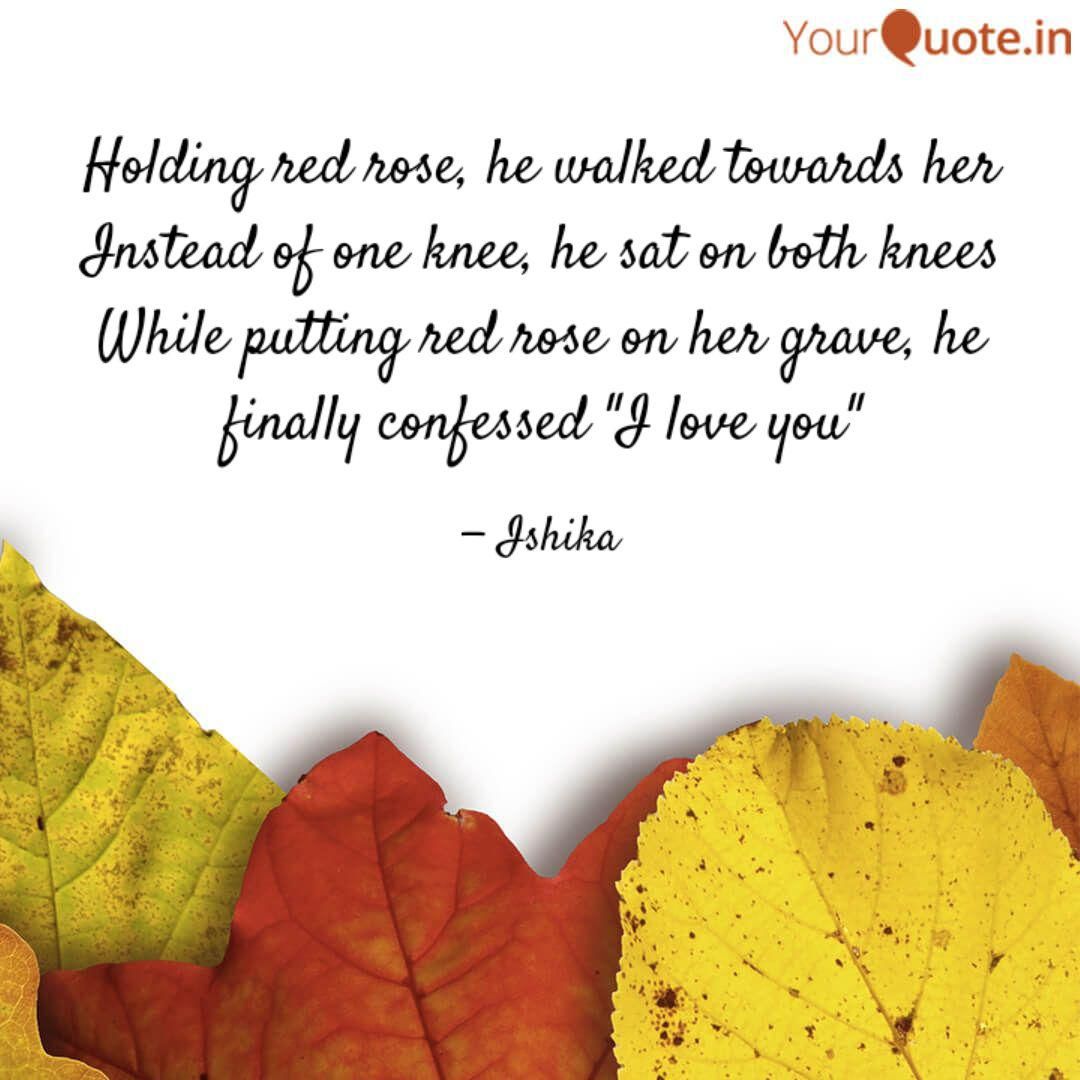 YourQuote.in
Holding red rose, he walked towards her
Instead of one knee, he sat on both knees
While putting red rose on her grave, he
finally confessed "I love you"
– Ishika